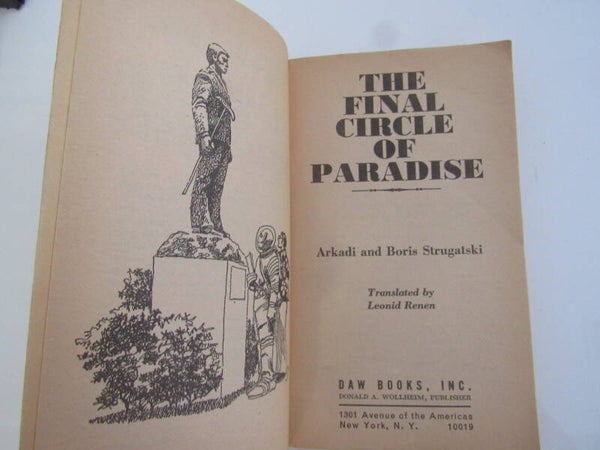 THE
FINAL
CIRCLE
OF
PARADISE
Arkadi and Boris Strugatski
Translated by
Leonid Renen
DAW BOOKS, INC.
DONALD A. WOLLHEIM, PUBLISHER
1301 Avenue of the Americas
New York, N. Y. 10019